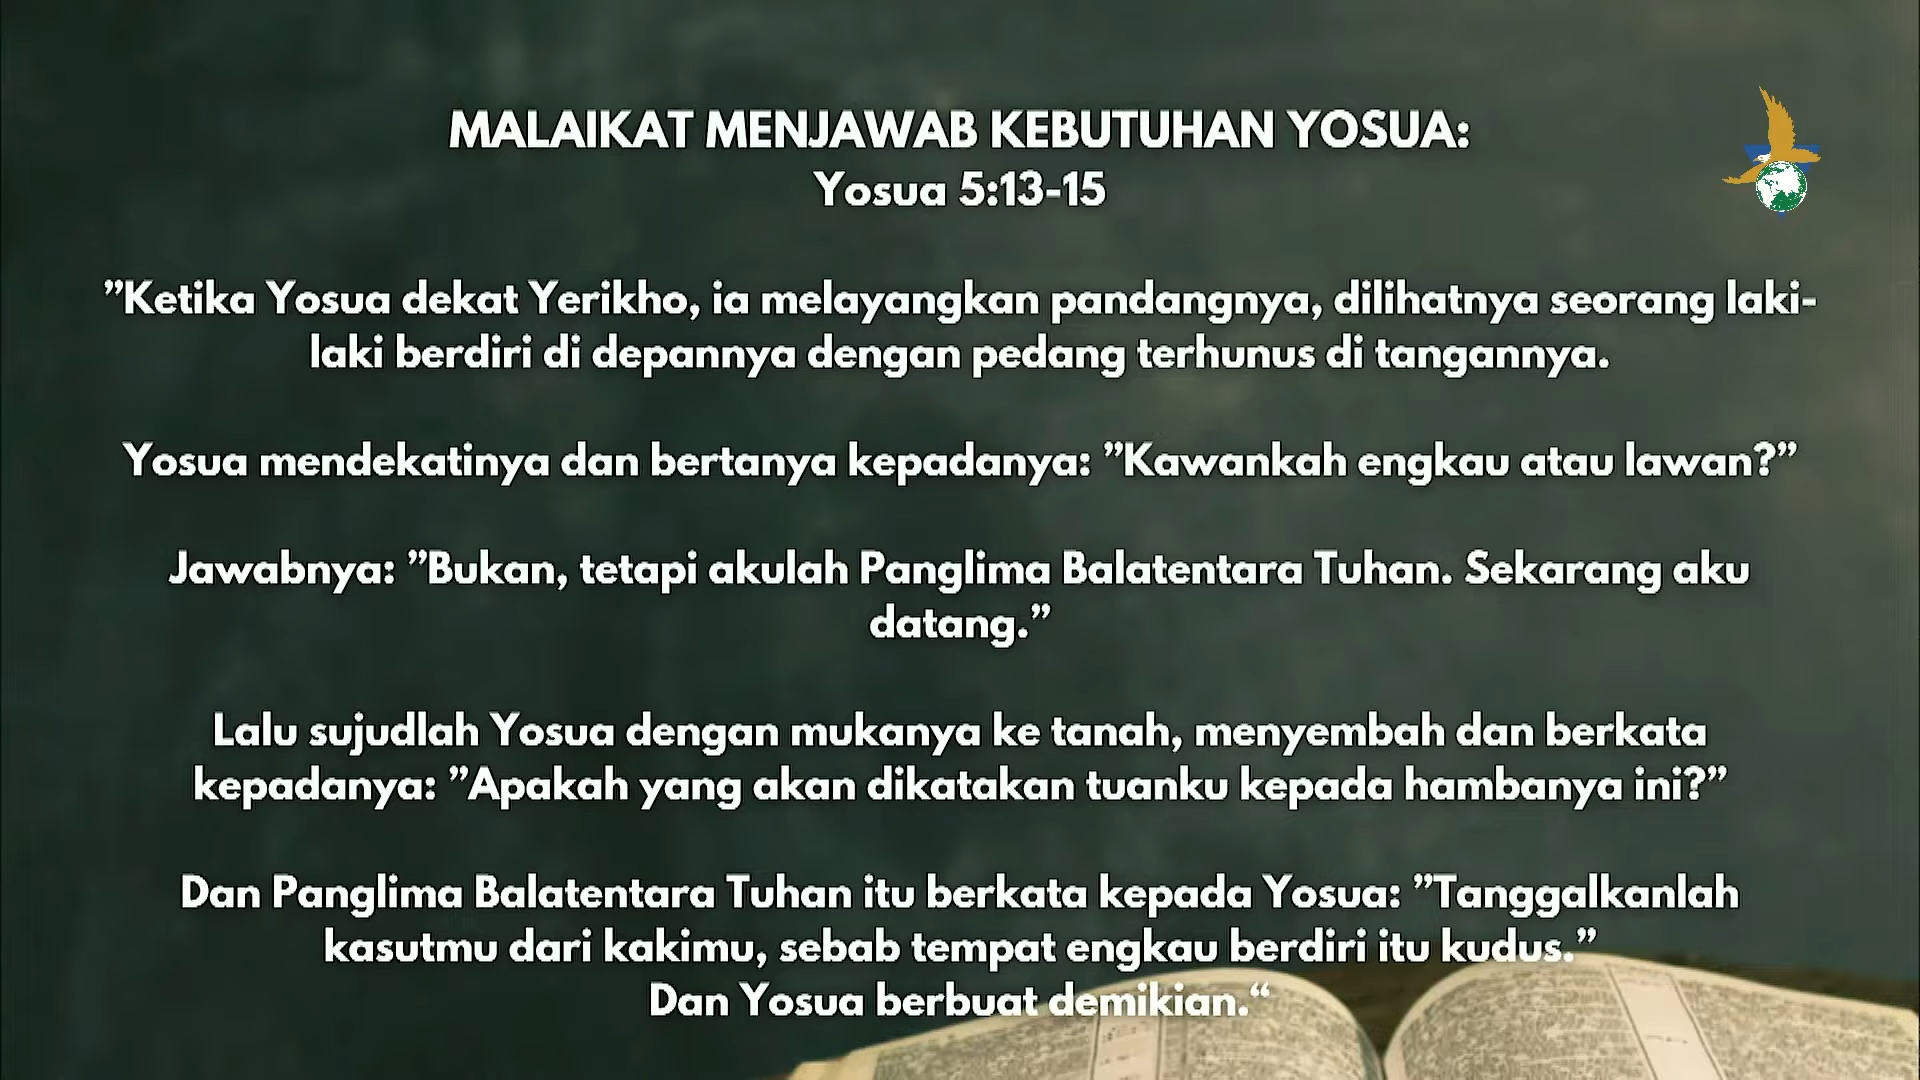 MALAIKAT MENJAWAB KEBUTUHAN YOSUA:
Yosua 5:13-15
”Ketika Yosua dekat Yerikho, ia melayangkan pandangnya, dilihatnya seorang laki-
laki berdiri di depannya dengan pedang terhunus di tangannya.
Yosua mendekatinya dan bertanya kepadanya: ”Kawankah engkau atau lawan?”
Jawabnya: ”Bukan, tetapi akulah Panglima Balatentara Tuhan. Sekarang aku
datang.”
Lalu sujudlah Yosua dengan mukanya ke tanah, menyembah dan berkata
kepadanya: ”Apakah yang akan dikatakan tuanku kepada hambanya ini?”
Dan Panglima Balatentara Tuhan itu berkata kepada Yosua: ”Tanggalkanlah
kasutmu dari kakimu, sebab tempat engkau berdiri itu kudus.”
Dan Yosua berbuat demikian.“